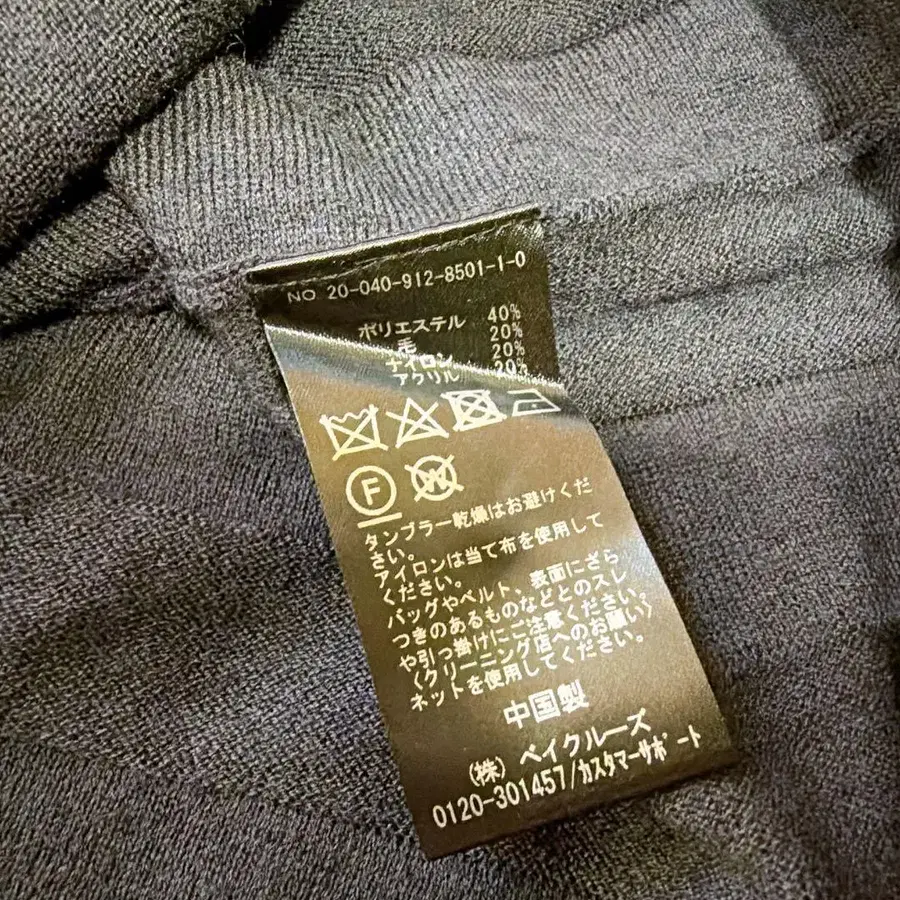 NO 20-040-912-8501-1-0
ポリエステル 40%
毛 20%
ナイロン 20%
アクリル 20%
F W
タンブラー乾燥はお避けくだ
さい。
アイロンは当て布を使用して
ください。
バッグやベルト、表面にざら
つきのあるものなどとのスレ
や引っ掛けにご注意ください。
〈クリーニング店へのお願い〉
ネットを使用してください。
中国製
(株) ベイクルーズ
0120-301457/カスタマーサポート